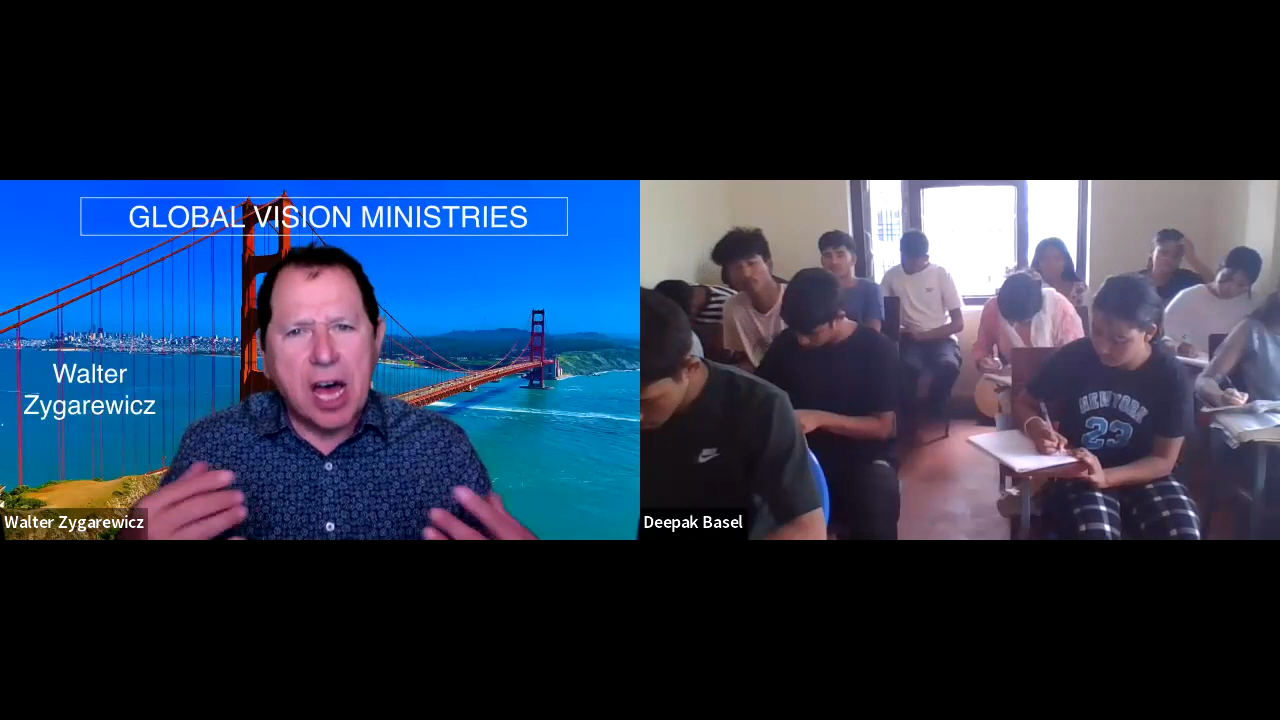 GLOBAL VISION MINISTRIES
Walter
Zygarewicz
Walter Zygarewicz
Deepak Basel
NEW YORK
23